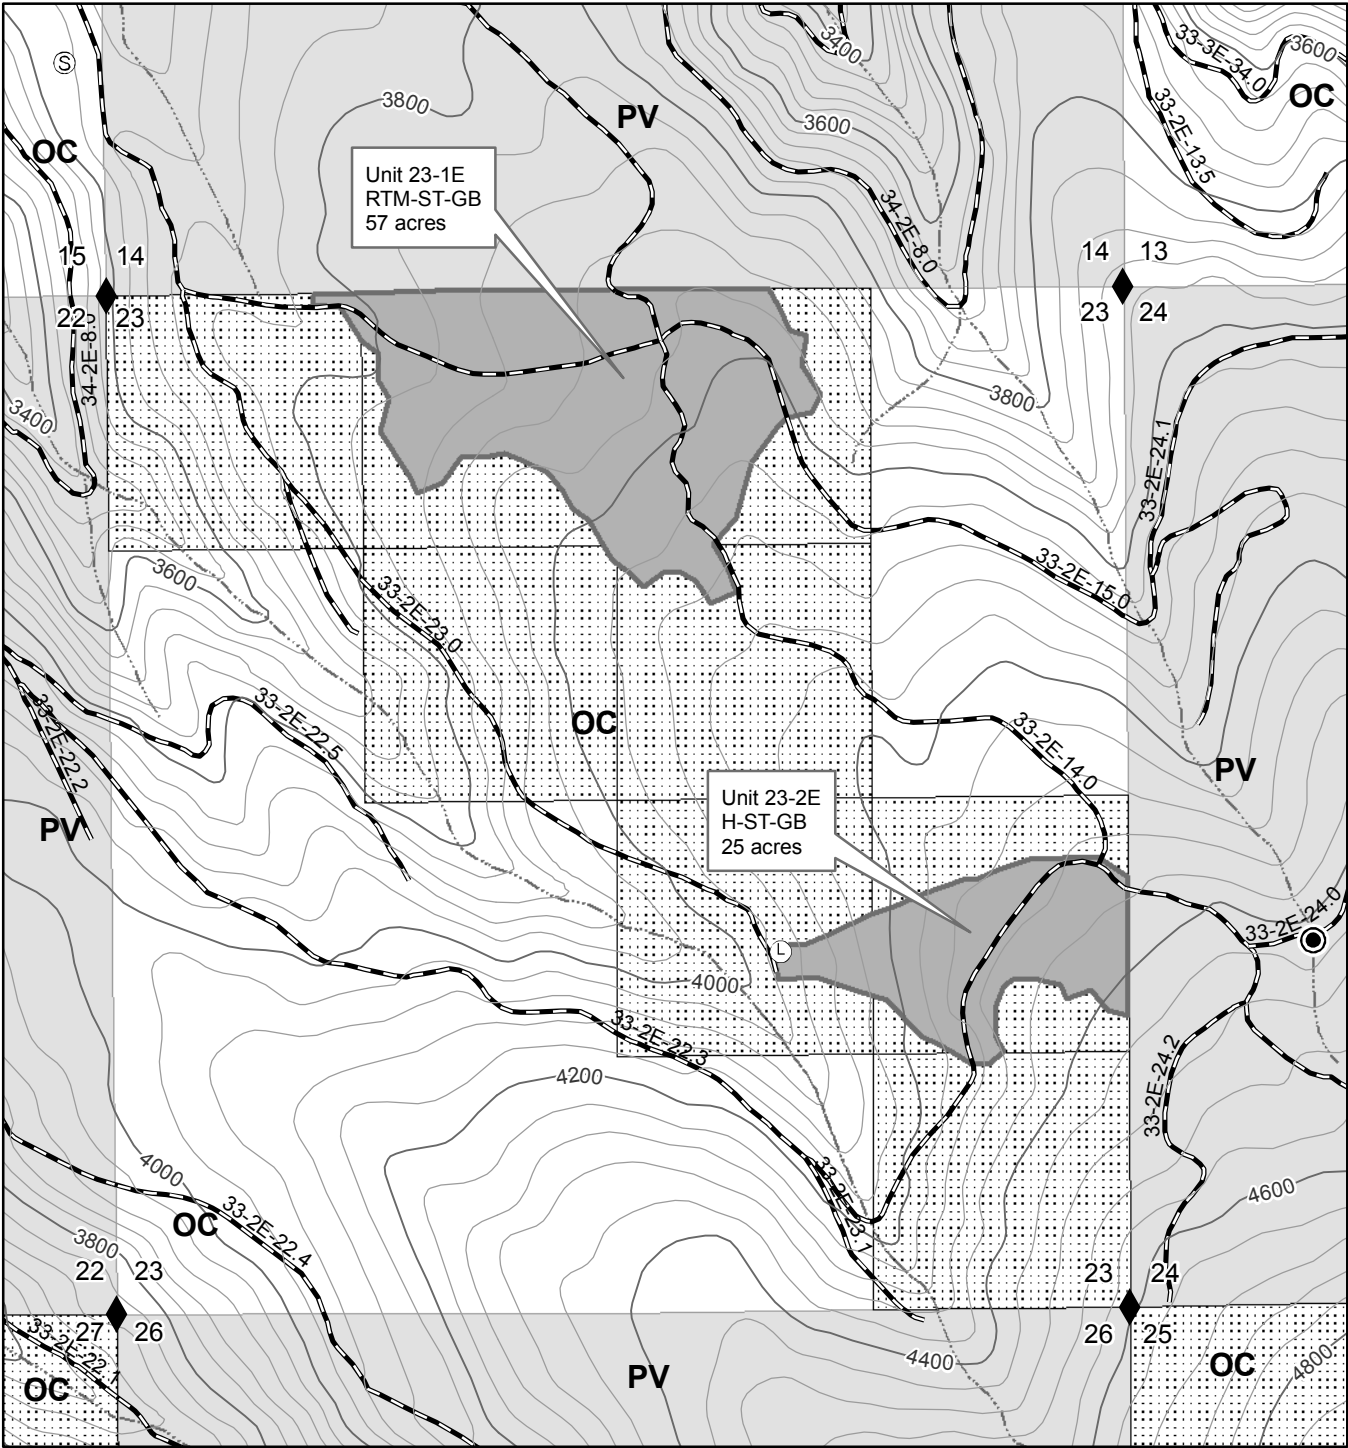 3400
33-3E-34.0
3600
S
OC
3800
PV
3600
33-2E-13.5
OC
Unit 23-1E
RTM-ST-GB
57 acres
34-2E-8.0
15
14
14
13
22
23
23
24
34-2E-8.0
3400
3800
33-2E-24.1
3600
33-2E-23.0
33-2E-15.0
33-2E-22.2
33-2E-22.5
OC
33-2E-14.0
PV
PV
Unit 23-2E
H-ST-GB
25 acres
33-2E-24.0
L
4000
33-2E-22.3
4200
33-2E-24.2
4000
33-2E-23.1
4600
OC
33-2E-22.4
3800
22
23
23
24
27
26
26
25
33-2E-22.1
OC
PV
4400
OC
4800